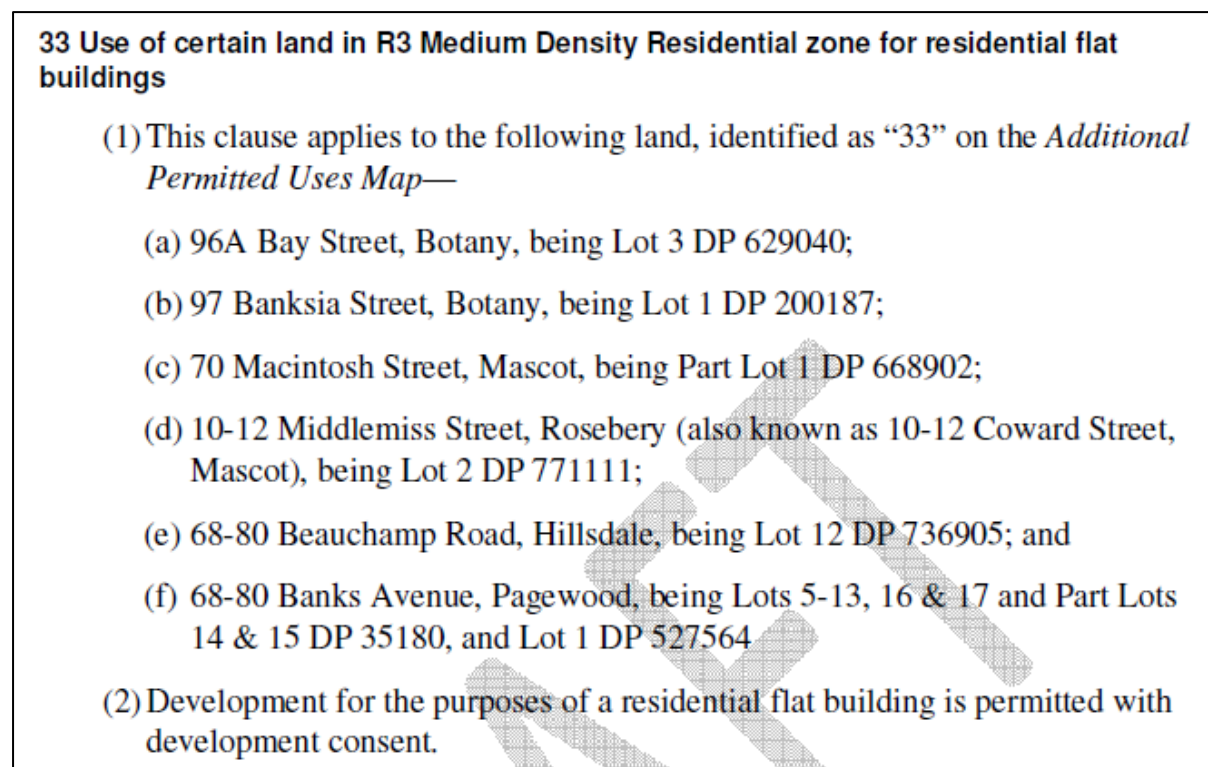 33 Use of certain land in R3 Medium Density Residential zone for residential flat
buildings
(1) This clause applies to the following land, identified as “33” on the Additional
Permitted Uses Map—
(a) 96A Bay Street, Botany, being Lot 3 DP 629040;
(b) 97 Banksia Street, Botany, being Lot 1 DP 200187;
(c) 70 Macintosh Street, Mascot, being Part Lot 1 DP 668902;
(d) 10-12 Middlemiss Street, Rosebery (also known as 10-12 Coward Street,
Mascot), being Lot 2 DP 771111;
(e) 68-80 Beauchamp Road, Hillsdale, being Lot 12 DP 736905; and
(f) 68-80 Banks Avenue, Pagewood, being Lots 5-13, 16 & 17 and Part Lots
14 & 15 DP 35180, and Lot 1 DP 527564
(2) Development for the purposes of a residential flat building is permitted with
development consent.